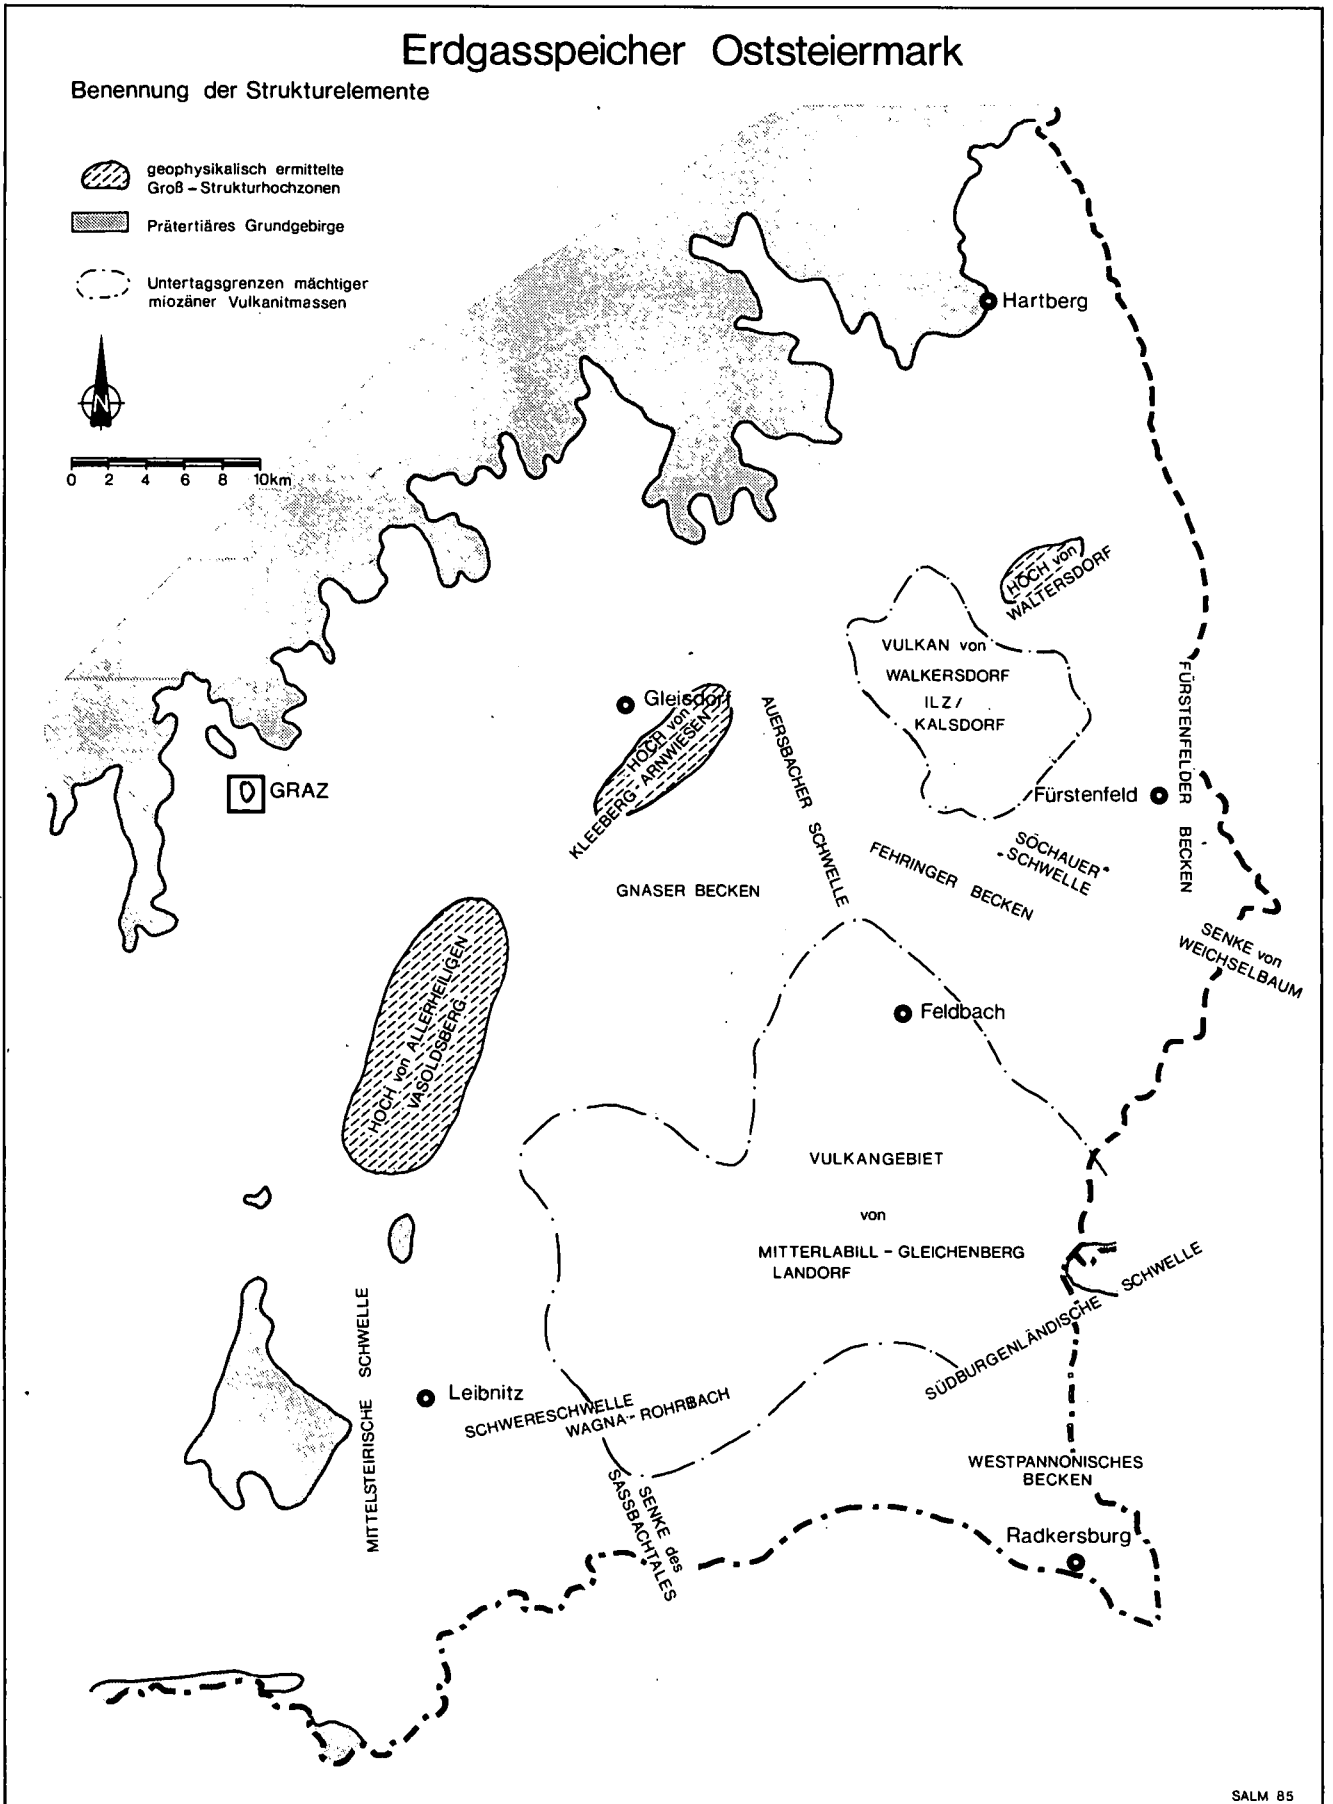 Erdgasspeicher Oststeiermark
Benennung der Strukturelemente
geophysikalisch ermittelte
Groß-Strukturhochzonen
Prätertiäres Grundgebirge
Untertagsgrenzen mächtiger
miozäner Vulkanitmassen
N
0 2 4 6 8 10km
Hartberg
HOCH von
WALTERSDORF
VULKAN von
WALKERSDORF
ILZ/
KALSDORF
Gleisdorf
HOCH von
KLEEBERG-ARNWIESEN
AUERSBACHER SCHWELLE
FÜRSTENFELDER BECKEN
GRAZ
Fürstenfeld
SÖCHAUER
SCHWELLE
FEHRINGER BECKEN
GNASER BECKEN
SENKE von
WEICHSELBAUM
HOCH von ALLERHEILIGEN
VASOLDSBERG
Feldbach
VULKANGEBIET
von
MITTERLABILL - GLEICHENBERG
LANDORF
SÜDBURGENLÄNDISCHE SCHWELLE
MITTELSTEIRISCHE SCHWELLE
Leibnitz
SCHWERESCHWELLE
WAGNA-ROHRBACH
WESTPANNONISCHES
BECKEN
SENKE des
SASSBACHTALES
Radkersburg
SALM 85